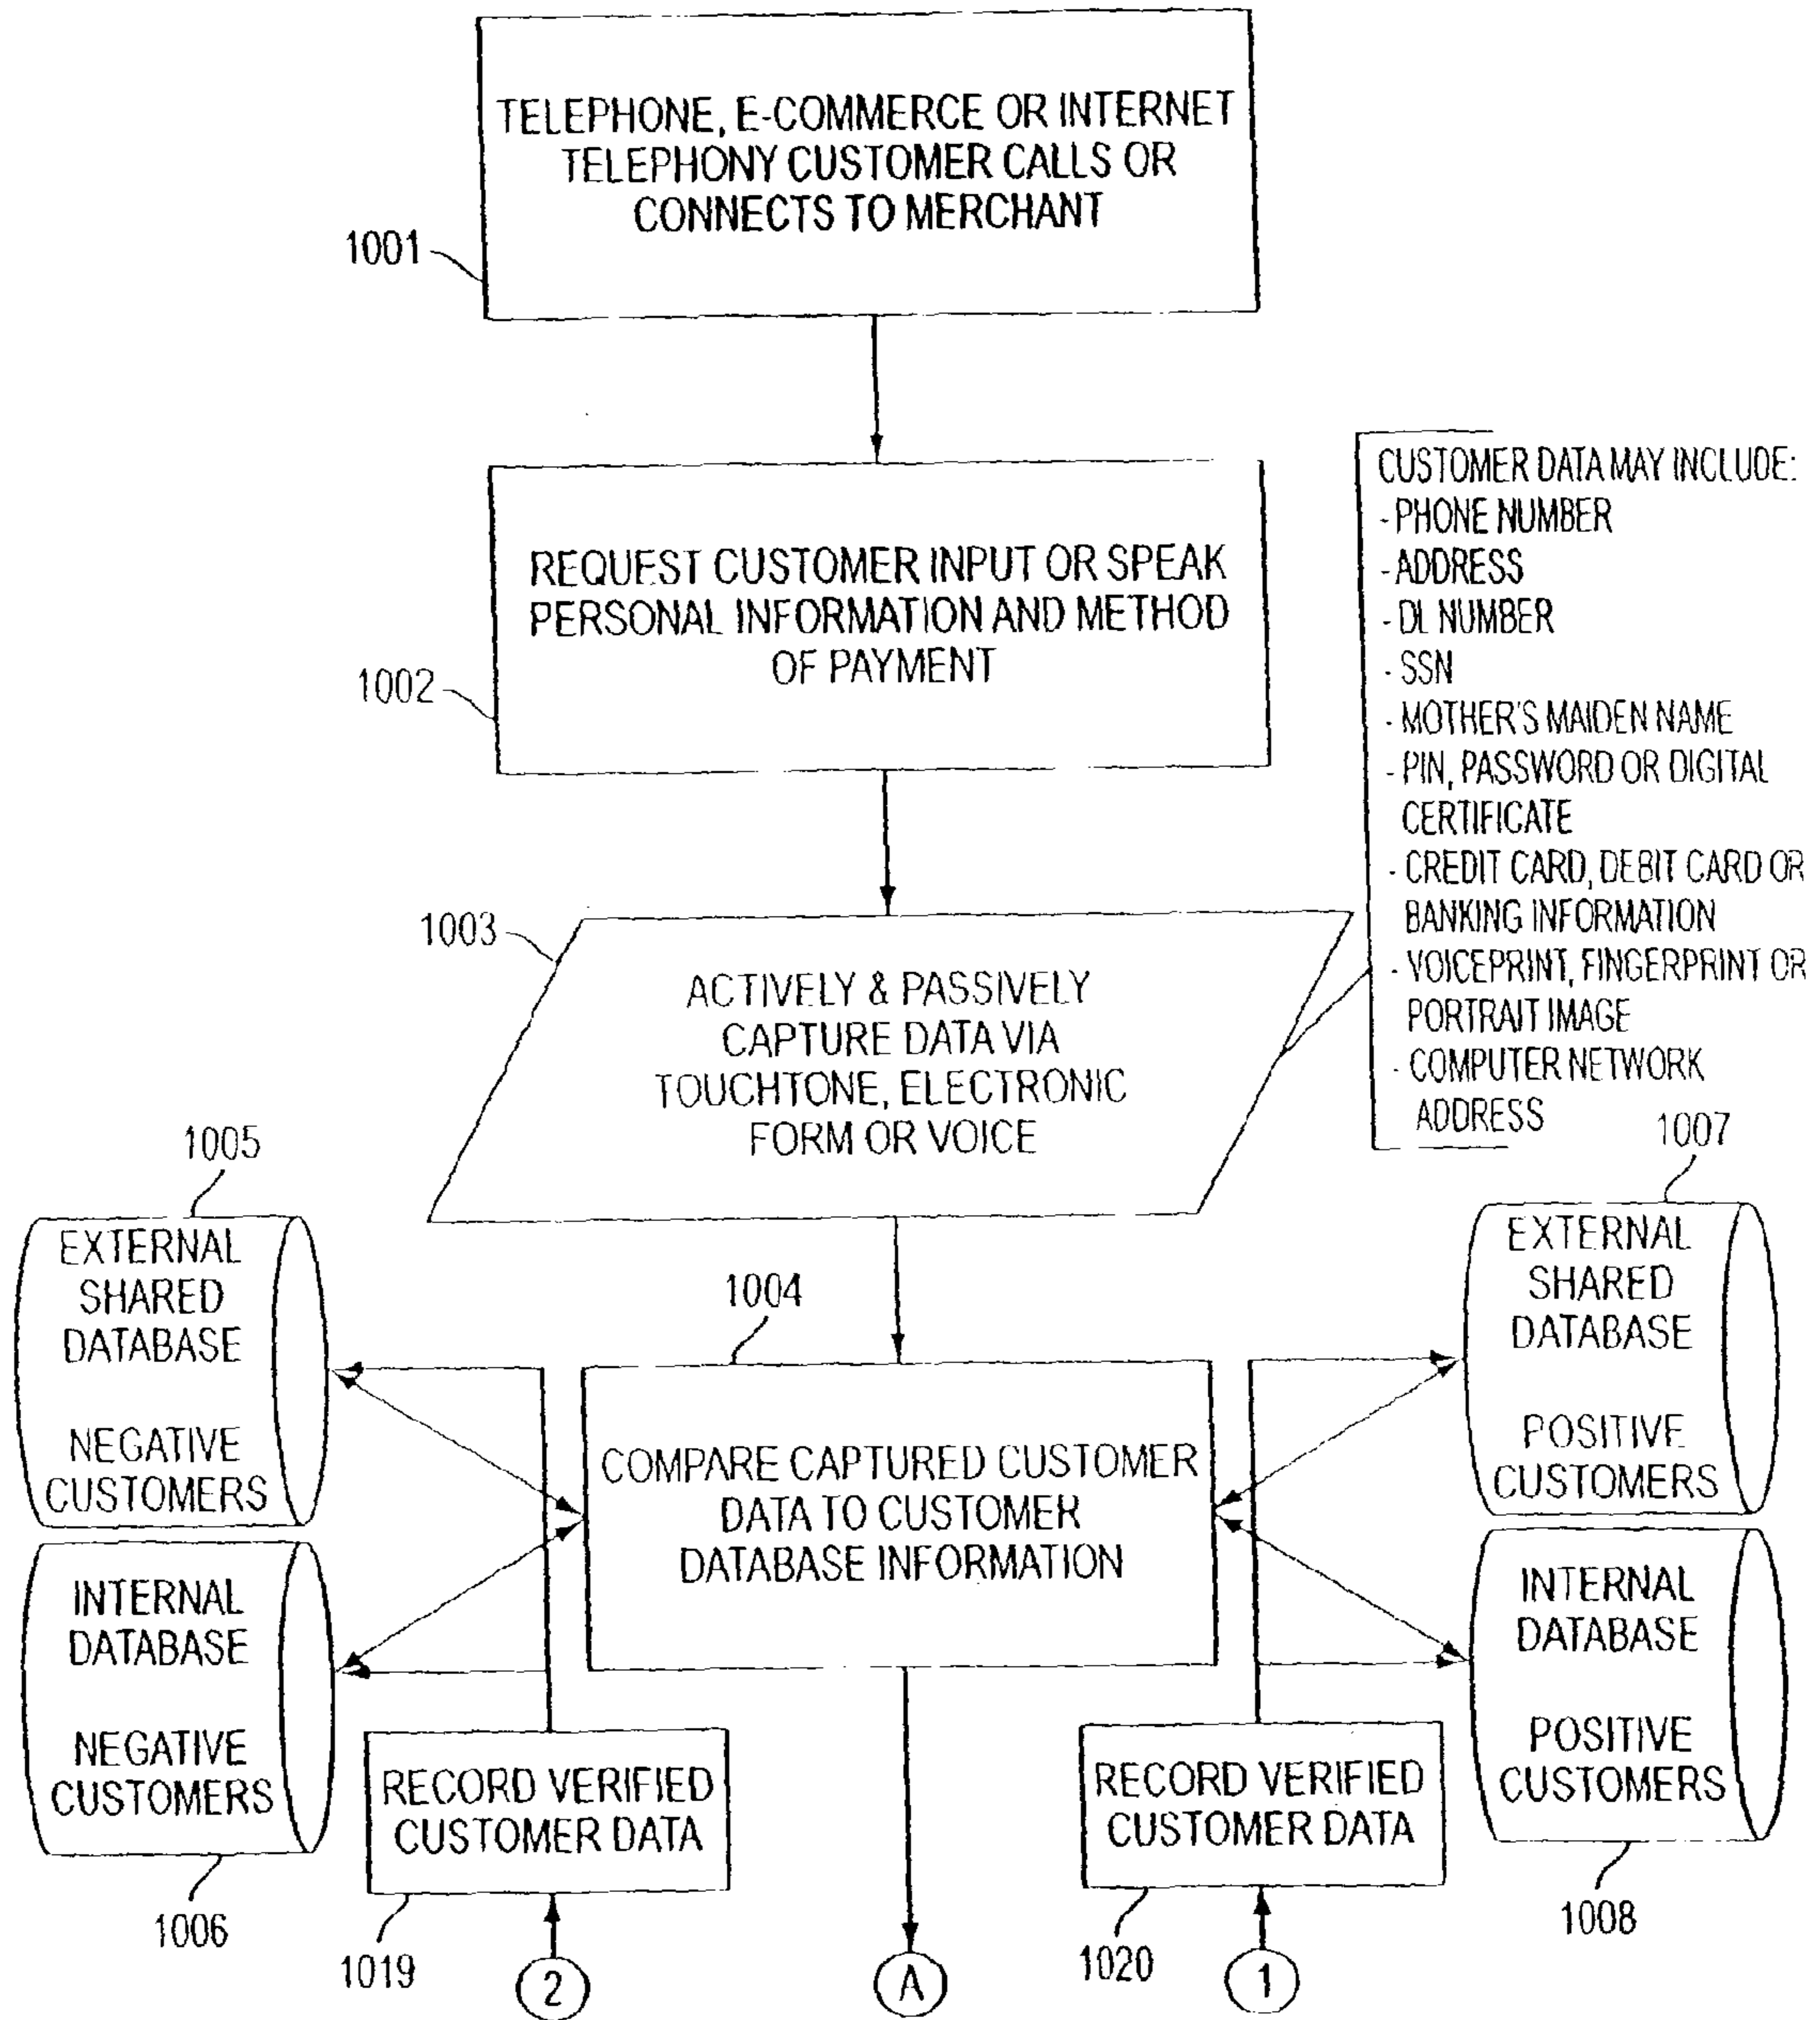 TELEPHONE, E-COMMERCE OR INTERNET
TELEPHONY CUSTOMER CALLS OR
CONNECTS TO MERCHANT
1001
REQUEST CUSTOMER INPUT OR SPEAK
PERSONAL INFORMATION AND METHOD
OF PAYMENT
1002
CUSTOMER DATA MAY INCLUDE:
- PHONE NUMBER
- ADDRESS
- DL NUMBER
- SSN
- MOTHER'S MAIDEN NAME
- PIN, PASSWORD OR DIGITAL
CERTIFICATE
- CREDIT CARD, DEBIT CARD OR
BANKING INFORMATION
- VOICEPRINT, FINGERPRINT OR
PORTRAIT IMAGE
- COMPUTER NETWORK
ADDRESS
1003
ACTIVELY & PASSIVELY
CAPTURE DATA VIA
TOUCHTONE, ELECTRONIC
FORM OR VOICE
1005
EXTERNAL
SHARED
DATABASE
NEGATIVE
CUSTOMERS
1004
COMPARE CAPTURED CUSTOMER
DATA TO CUSTOMER
DATABASE INFORMATION
1007
EXTERNAL
SHARED
DATABASE
POSITIVE
CUSTOMERS
INTERNAL
DATABASE
NEGATIVE
CUSTOMERS
1006
RECORD VERIFIED
CUSTOMER DATA
1019
2
A
RECORD VERIFIED
CUSTOMER DATA
1020
1
INTERNAL
DATABASE
POSITIVE
CUSTOMERS
1008